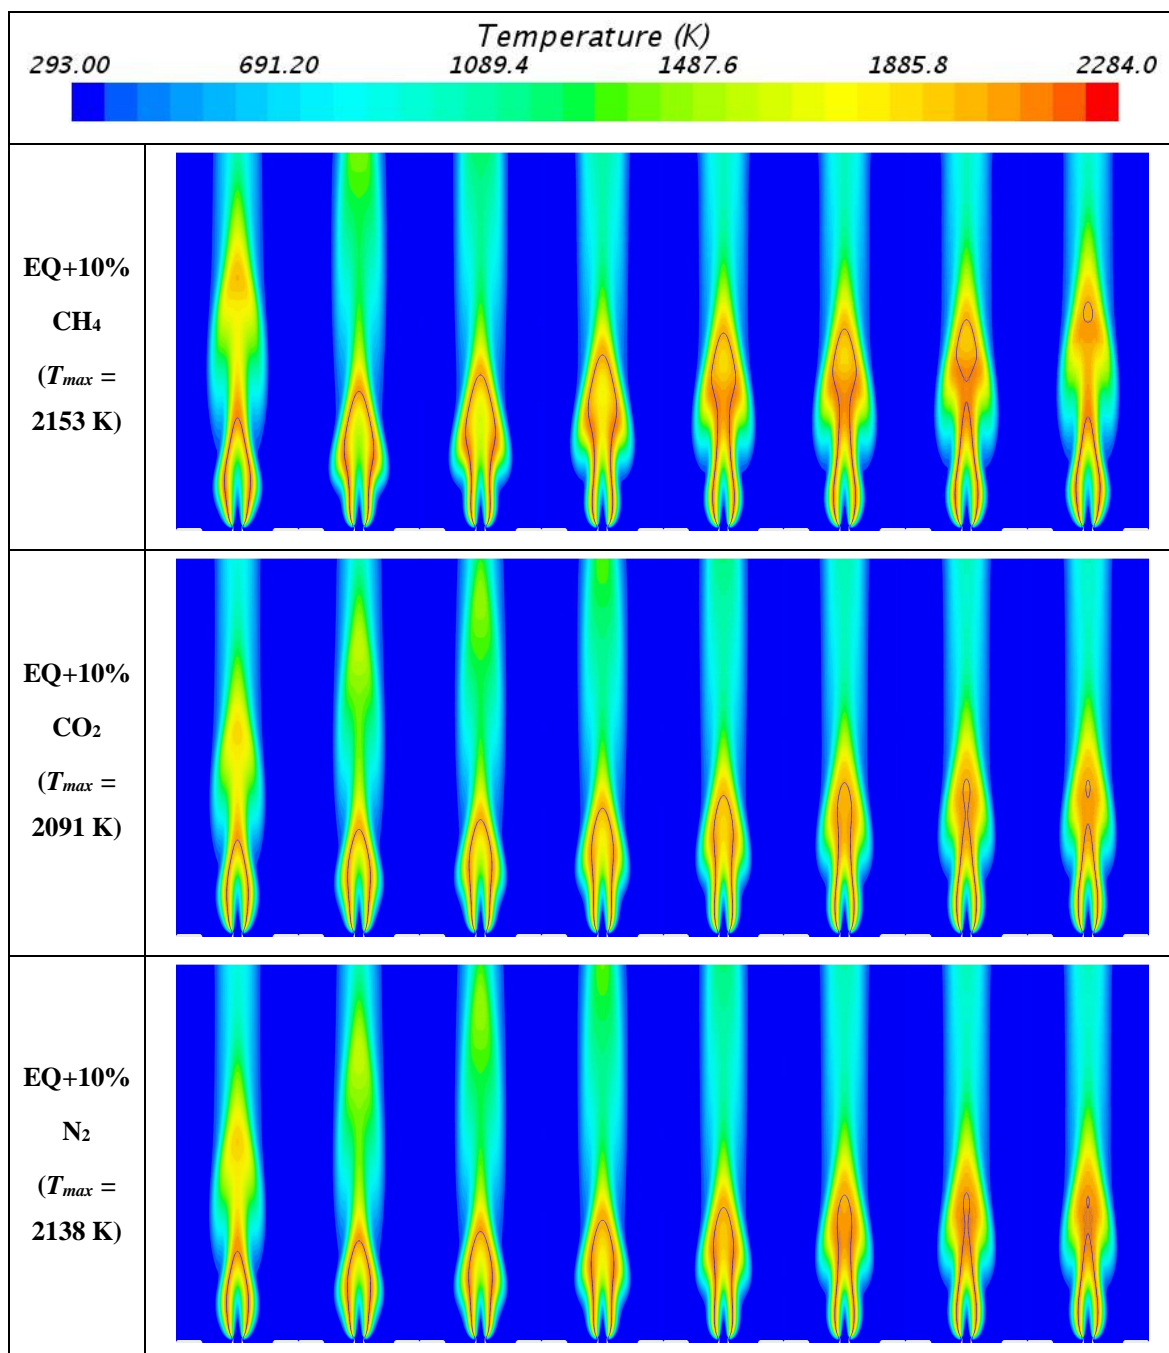 Temperature (K)
293.00 691.20 1089.4 1487.6 1885.8 2284.0
EQ+10%
CH₄
(Tmax =
2153 K)
EQ+10%
CO₂
(Tmax =
2091 K)
EQ+10%
N₂
(Tmax =
2138 K)